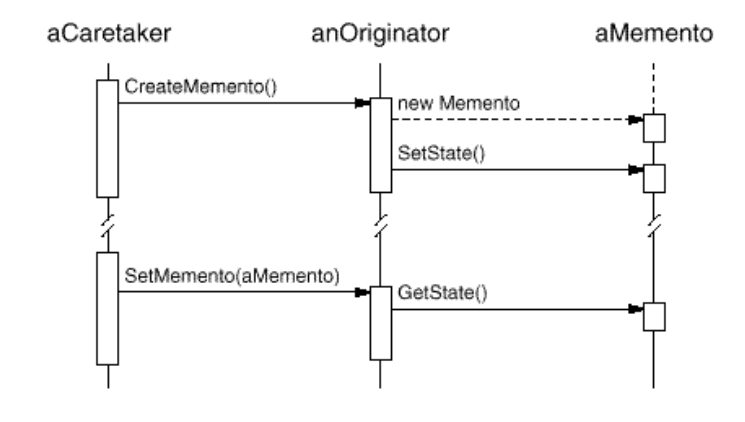 aCaretaker anOriginator aMemento
CreateMemento()
new Memento
SetState()
SetMemento(aMemento)
GetState()